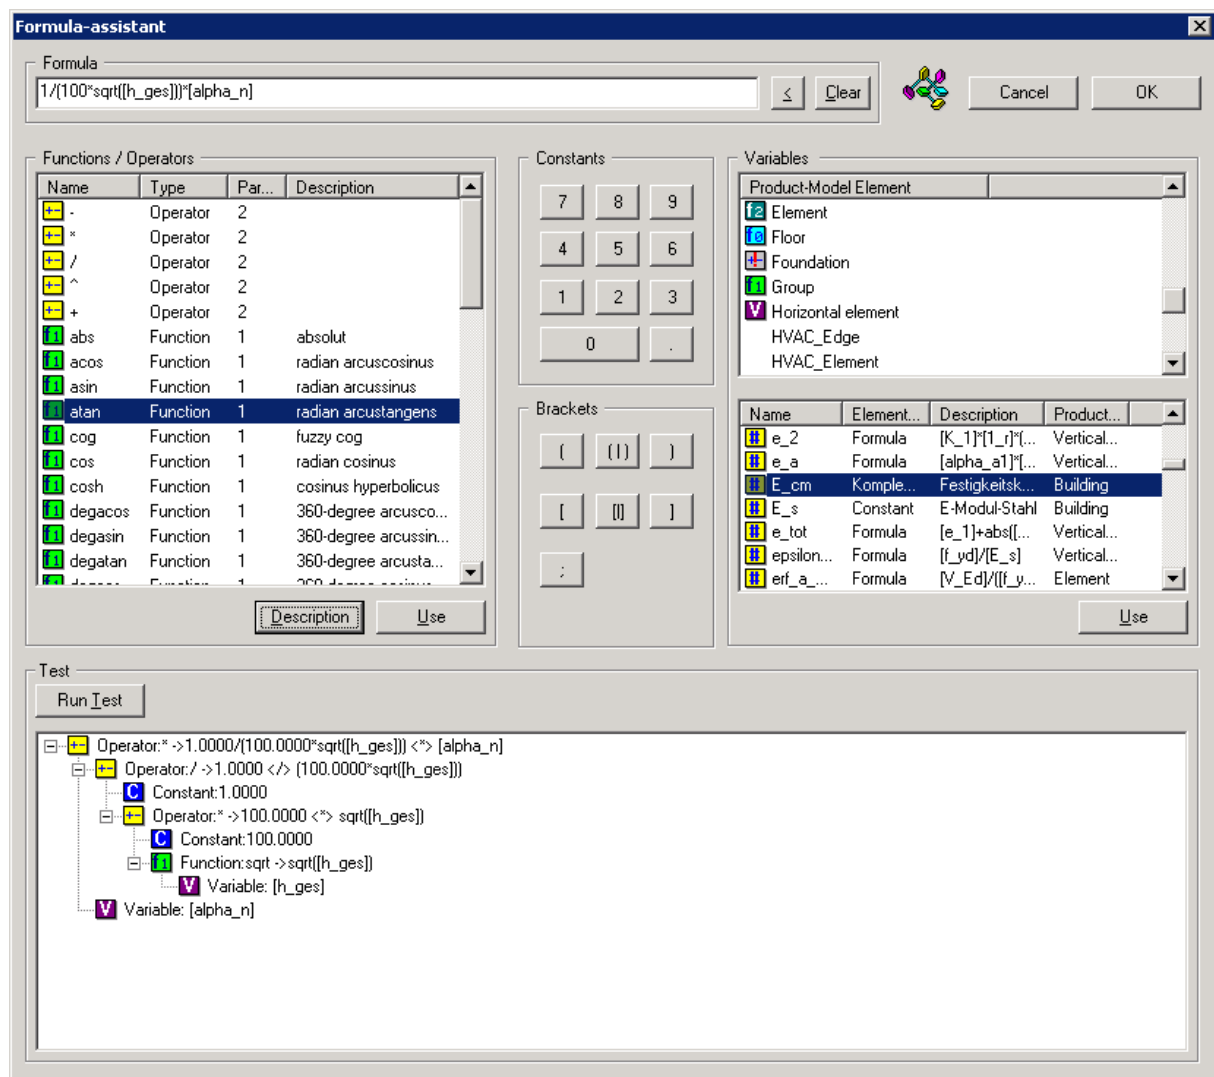 Formula-assistant
Formula
1/(100*sqrt([h_ges]))*[alpha_n]
<
Clear
Cancel
OK
Functions / Operators
Name Type Par... Description
- Operator 2
* Operator 2
/ Operator 2
^ Operator 2
+ Operator 2
abs Function 1 absolut
acos Function 1 radian arcuscosinus
asin Function 1 radian arcussinus
atan Function 1 radian arcustangens
cog Function 1 fuzzy cog
cos Function 1 radian cosinus
cosh Function 1 cosinus hyperbolicus
degacos Function 1 360-degree arcusco...
degasin Function 1 360-degree arcussin...
degatan Function 1 360-degree arcusta...
Description
Use
Constants
7 8 9
4 5 6
1 2 3
0 .
Brackets
( (|) )
[ [|] ]
;
Variables
Product-Model Element
Element
Floor
Foundation
Group
Horizontal element
HVAC_Edge
HVAC_Element
Name Element... Description Product...
e_2 Formula [K_1]*[1_r]*(... Vertical...
e_a Formula [alpha_a1]*[... Vertical...
E_cm Komple... Festigkeitsk... Building
E_s Constant E-Modul-Stahl Building
e_tot Formula [e_1]+abs([... Vertical...
epsilon... Formula [f_yd]/[E_s] Vertical...
erf_a_... Formula [V_Ed]/([f_y... Element
Use
Test
Run Test
Operator:* ->1.0000/(100.0000*sqrt([h_ges])) <*> [alpha_n]
Operator:/ ->1.0000 </> (100.0000*sqrt([h_ges]))
C Constant:1.0000
Operator:* ->100.0000 <*> sqrt([h_ges])
C Constant:100.0000
f1 Function:sqrt ->sqrt([h_ges])
V Variable: [h_ges]
V Variable: [alpha_n]